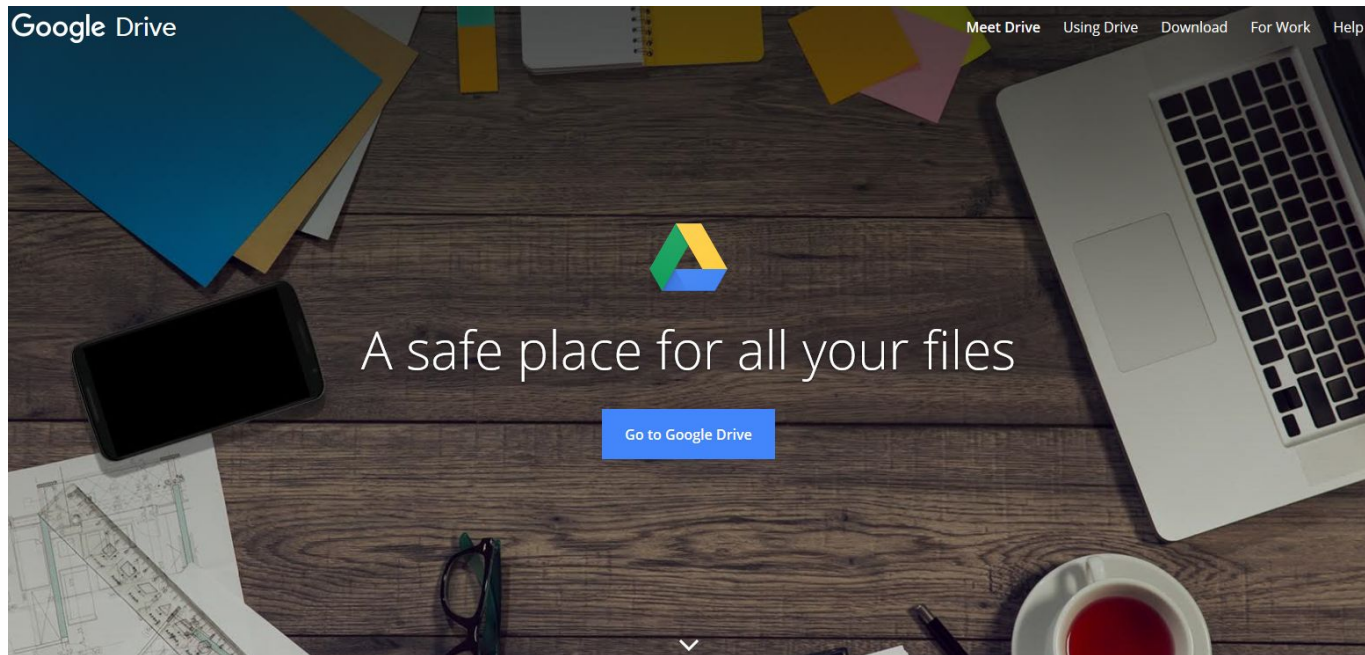 Google Drive
Meet Drive Using Drive Download For Work Help
A safe place for all your files
Go to Google Drive